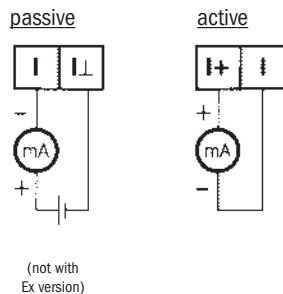 passive active
I I⊥ I+ I
- +
mA mA
+ -
(not with
Ex version)